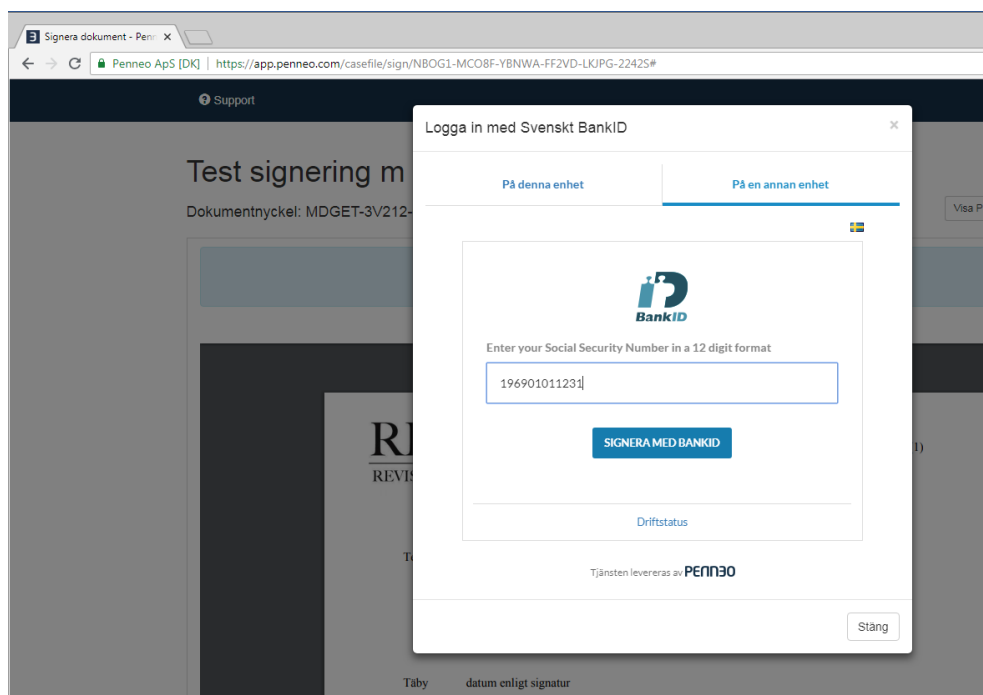 Signera dokument - Penn
Penneo ApS [DK] | https://app.penneo.com/casefile/sign/NBOG1-MCO8F-YBNWA-FF2VD-LKJPG-2242S#
Support
Logga in med Svenskt BankID
×
Test signering m
På denna enhet
På en annan enhet
Dokumentnyckel: MDGET-3V212-
Visa P
BankID
Enter your Social Security Number in a 12 digit format
196901011231
SIGNERA MED BANKID
1)
REVIS
Driftstatus
Tjänsten levereras av PENNEO
Stäng
Täby datum enligt signatur